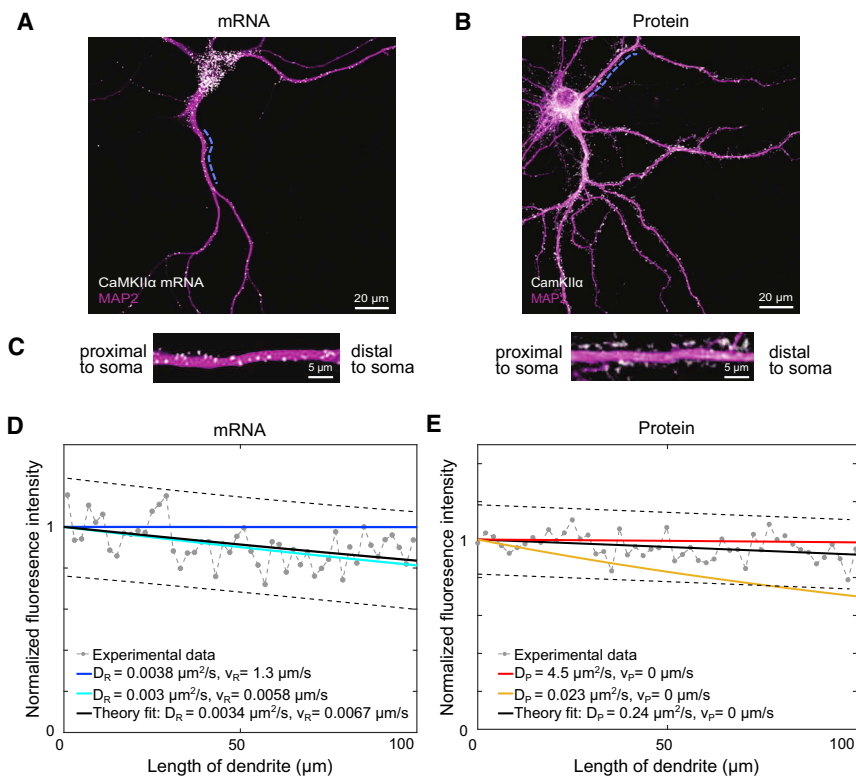 A
mRNA
CaMKIIα mRNA
MAP2
20 µm
B
Protein
CamKIIα
MAP2
20 µm
C
proximal
to soma
5 µm
distal
to soma
5 µm
distal
to soma
D
mRNA
Normalized fluorescence intensity
1
0
Experimental data
D_R = 0.0038 µm²/s, v_R= 1.3 µm/s
D_R = 0.003 µm²/s, v_R= 0.0058 µm/s
Theory fit: D_R = 0.0034 µm²/s, v_R= 0.0067 µm/s
0
50
100
Length of dendrite (µm)
E
Protein
Normalized fluorescence intensity
1
0
Experimental data
D_P = 4.5 µm²/s, v_P= 0 µm/s
D_P = 0.023 µm²/s, v_P= 0 µm/s
Theory fit: D_P = 0.24 µm²/s, v_P= 0 µm/s
0
50
100
Length of dendrite (µm)